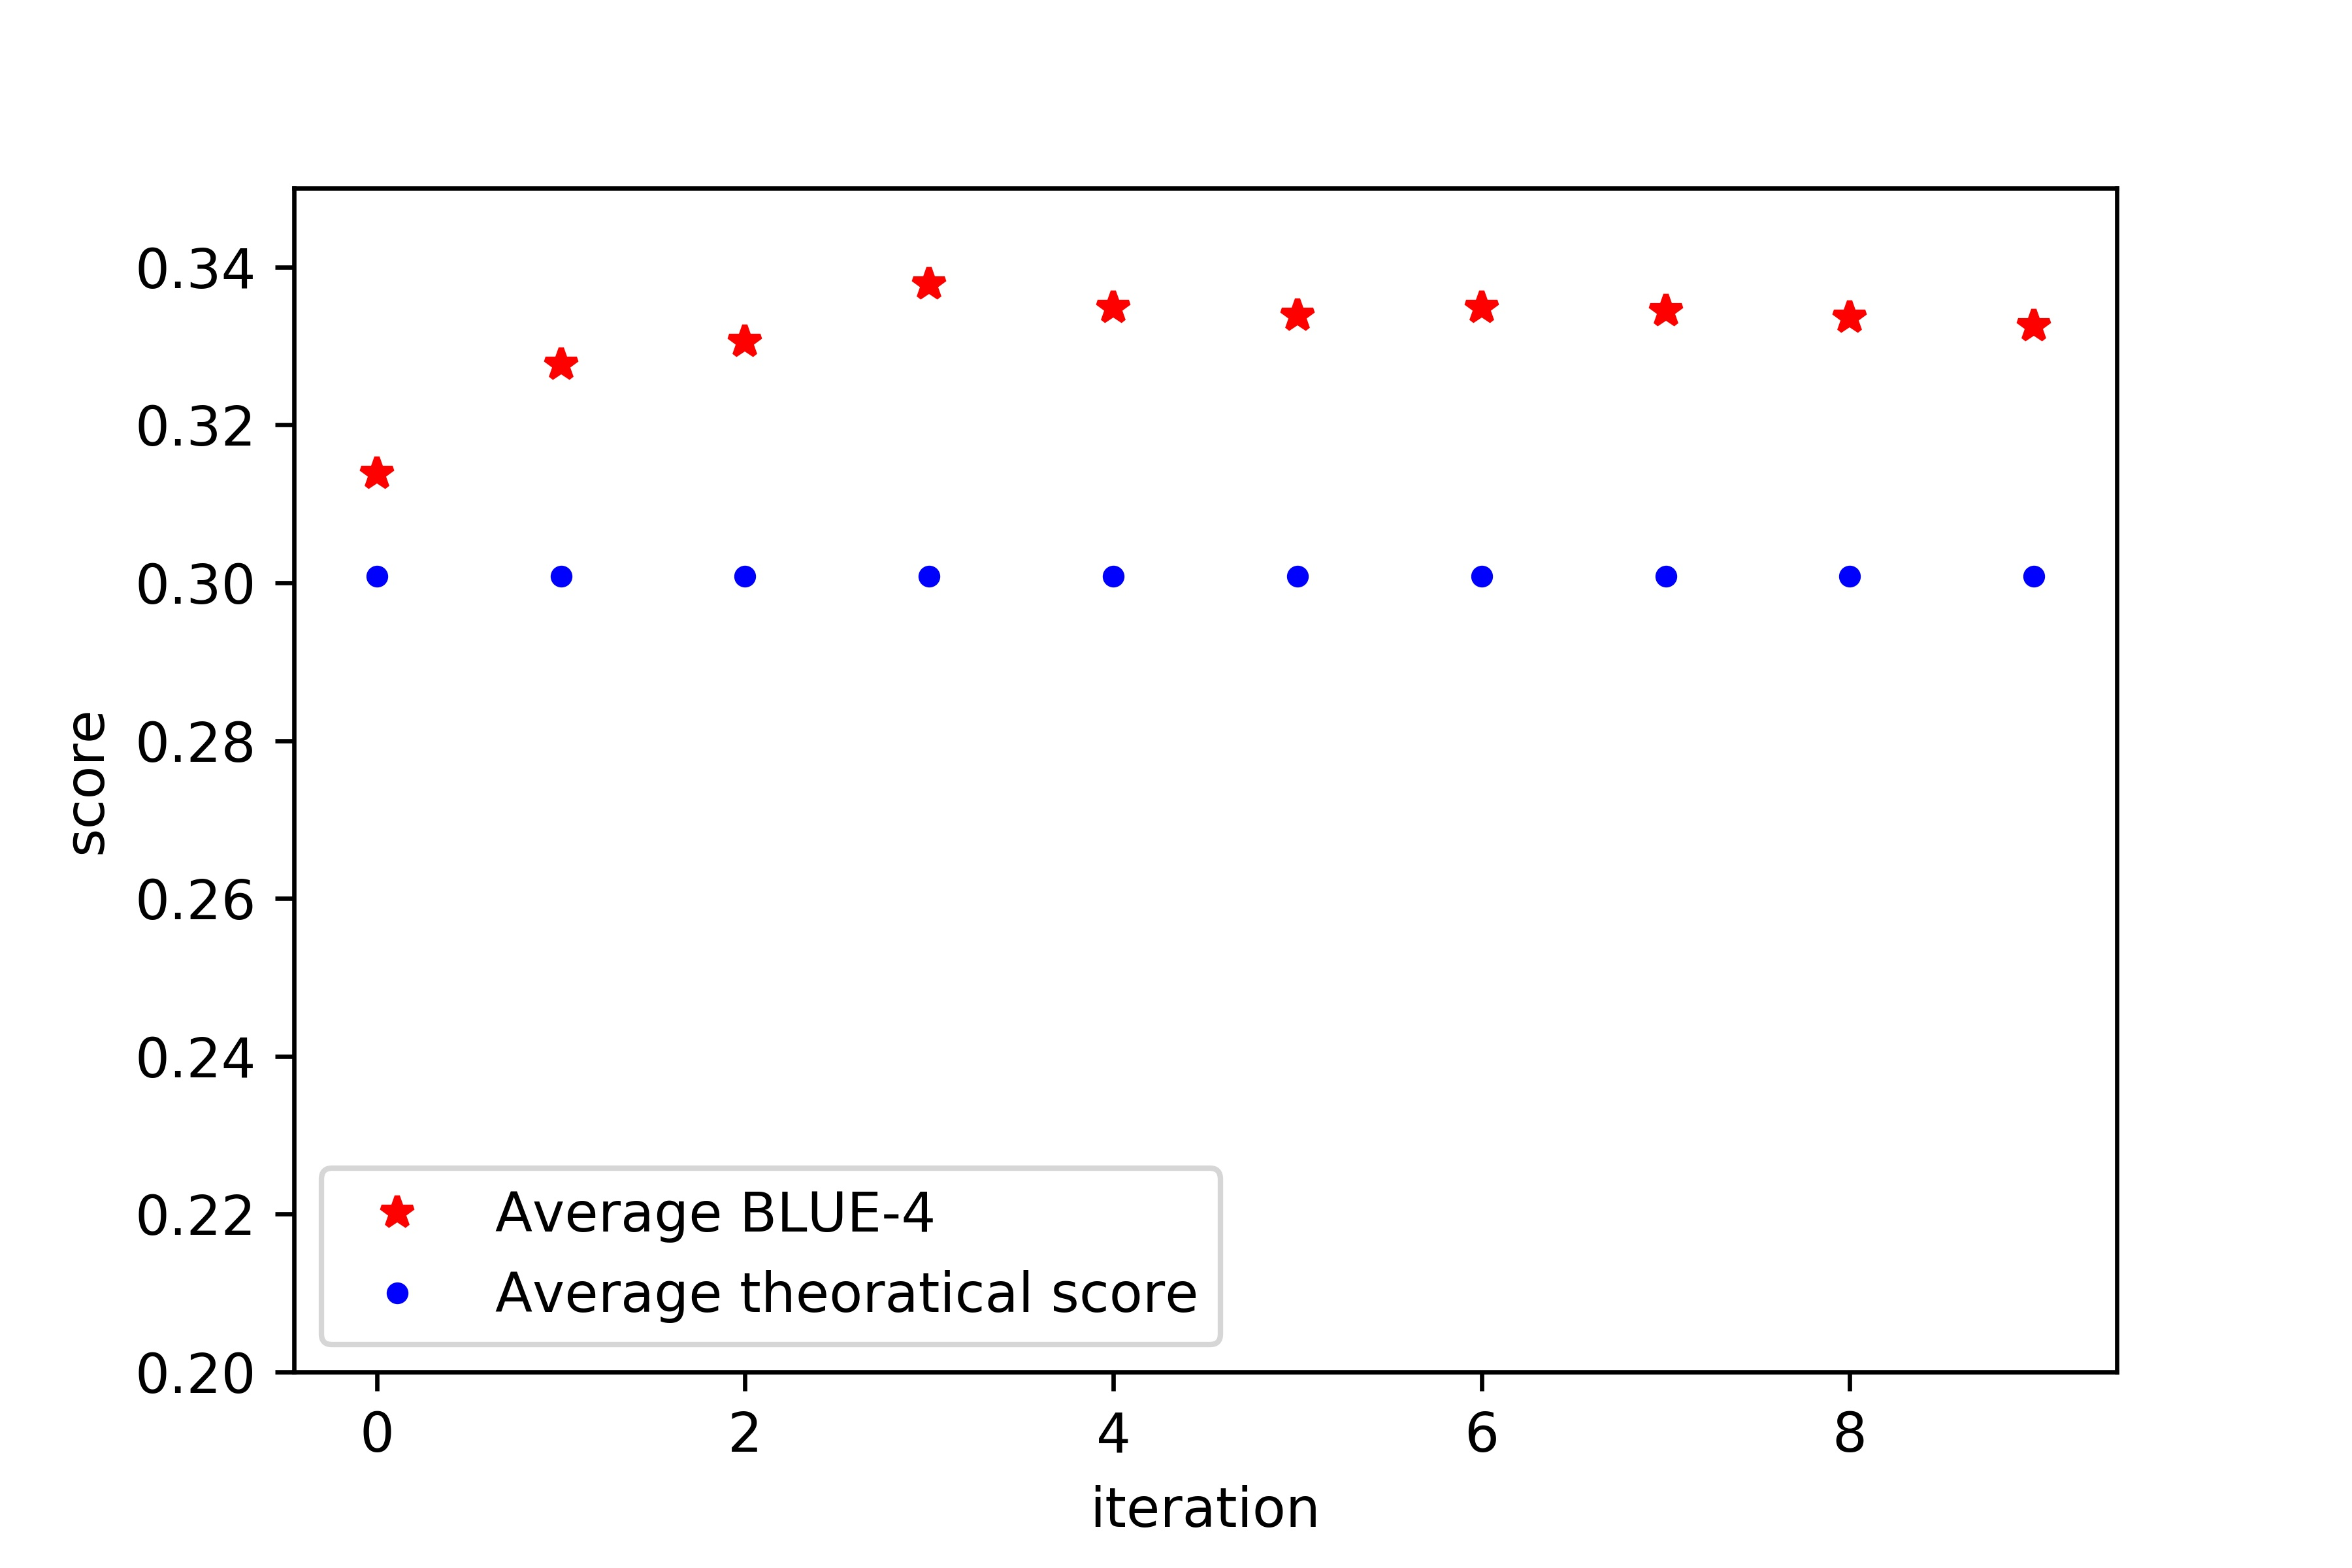 0.34
0.32
0.30
0.28
0.26
0.24
0.22
0.20
score
Average BLUE-4
Average theoratical score
0 2 4 6 8
iteration